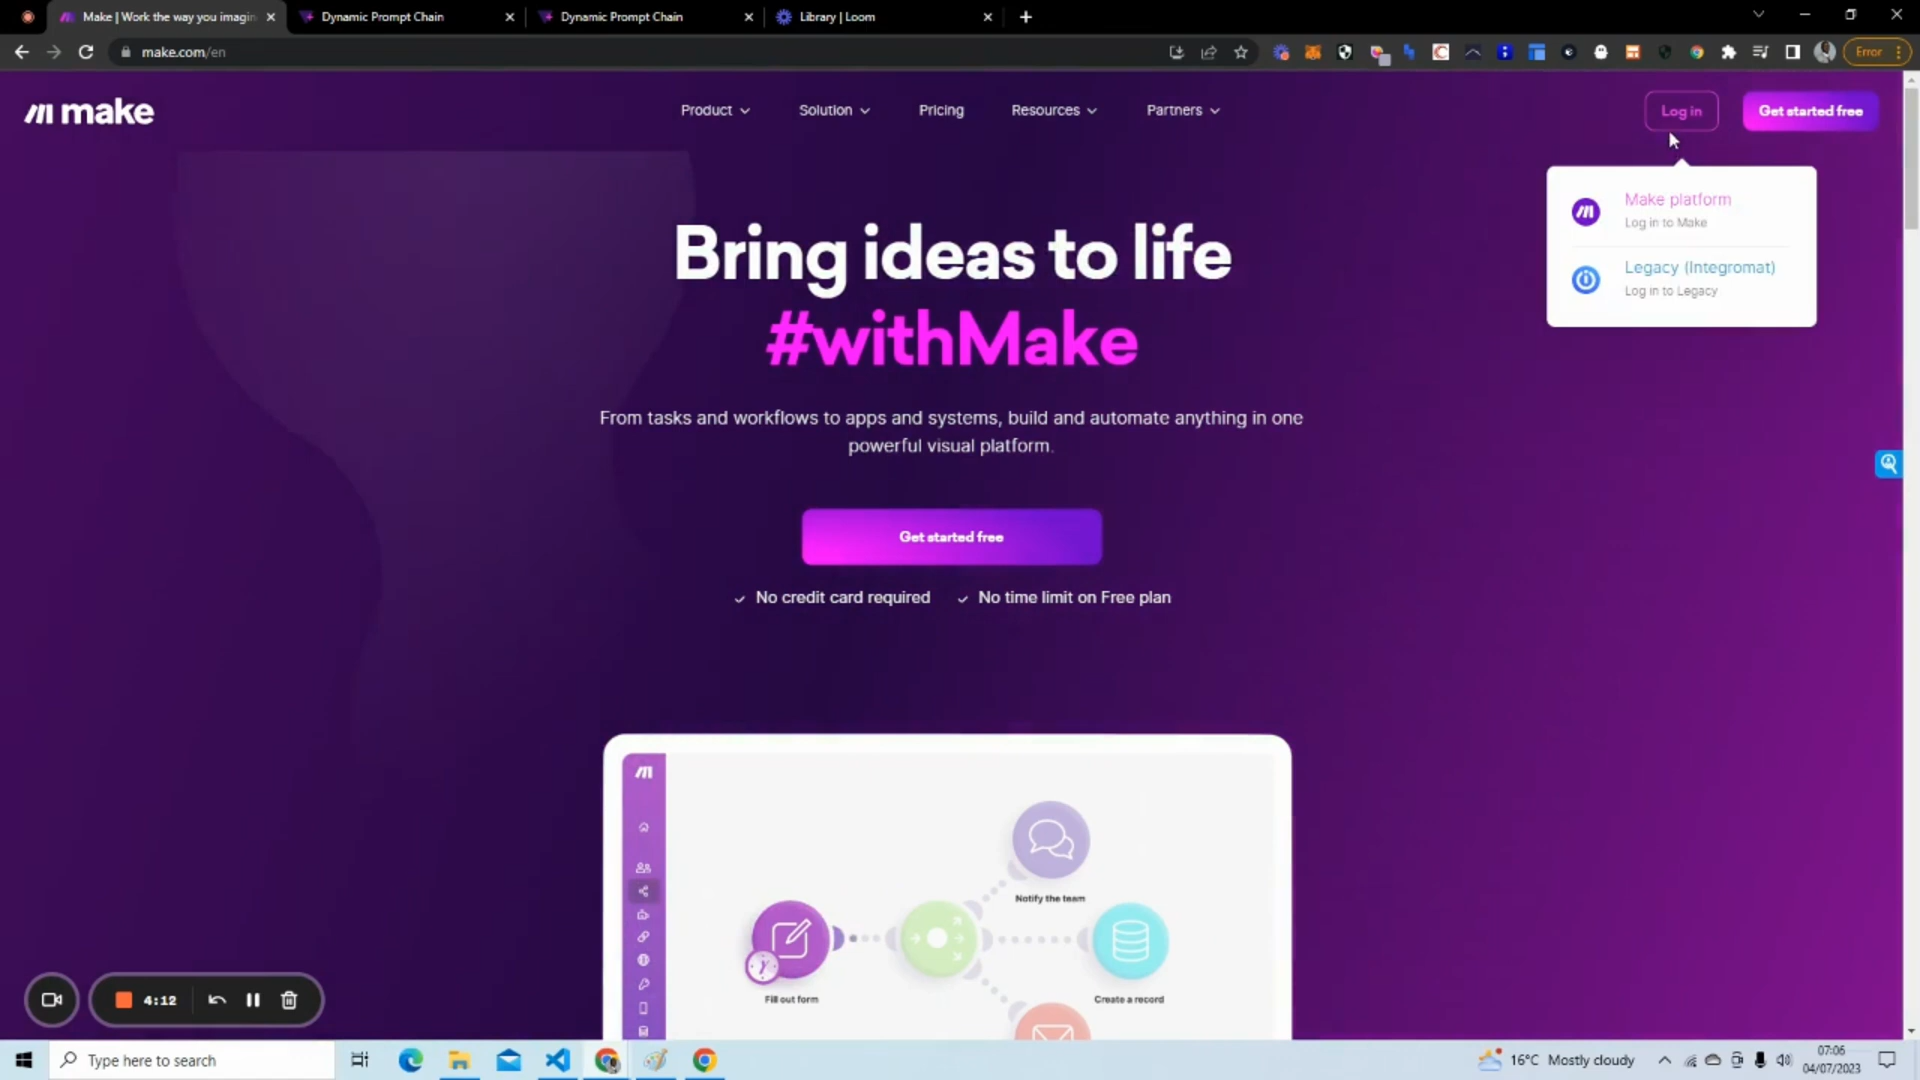 Make | Work the way you imagin
Dynamic Prompt Chain
Dynamic Prompt Chain
Library | Loom
make.com/en
Error
make
Product
Solution
Pricing
Resources
Partners
Log in
Get started free
Make platform
Log in to Make
Legacy (Integromat)
Log in to Legacy
Bring ideas to life
#withMake
From tasks and workflows to apps and systems, build and automate anything in one
powerful visual platform.
Get started free
No credit card required
No time limit on Free plan
Notify the team
Fill out form
Create a record
4:12
Type here to search
16°C Mostly cloudy
07:06
04/07/2023